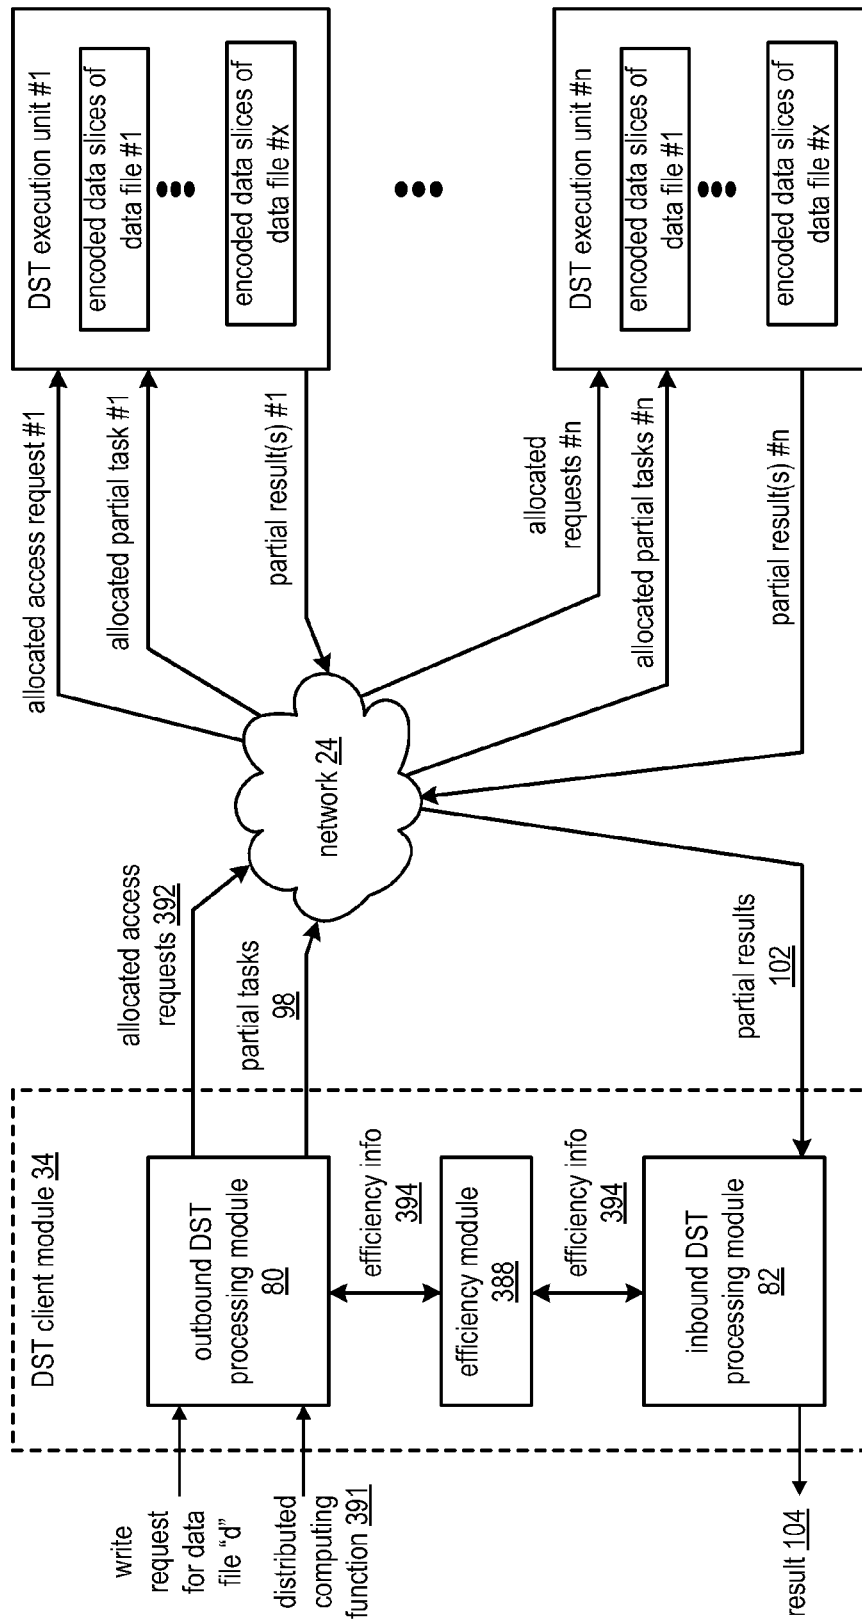 write
request
for data
file "d"
distributed
computing
function 391
result 104
DST client module 34
outbound DST
processing module
80
efficiency info
394
efficiency module
388
efficiency info
394
inbound DST
processing module
82
allocated access
requests 392
partial tasks
98
partial results
102
network 24
allocated access request #1
allocated partial task #1
partial result(s) #1
allocated
requests #n
allocated partial tasks #n
partial result(s) #n
DST execution unit #1
encoded data slices of
data file #1
encoded data slices of
data file #x
DST execution unit #n
encoded data slices of
data file #1
encoded data slices of
data file #x